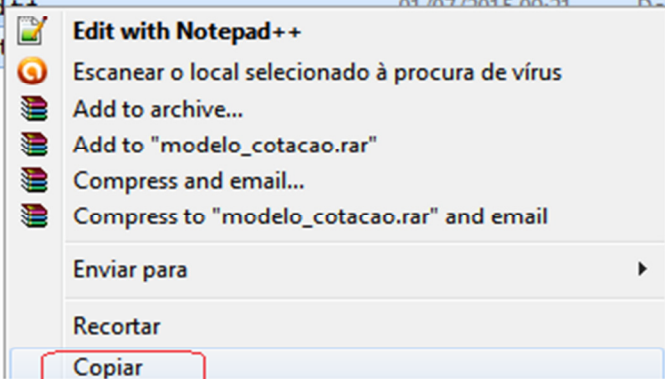 Edit with Notepad++
Escanear o local selecionado à procura de vírus
Add to archive...
Add to "modelo_cotacao.rar"
Compress and email...
Compress to "modelo_cotacao.rar" and email
Enviar para
Recortar
Copiar